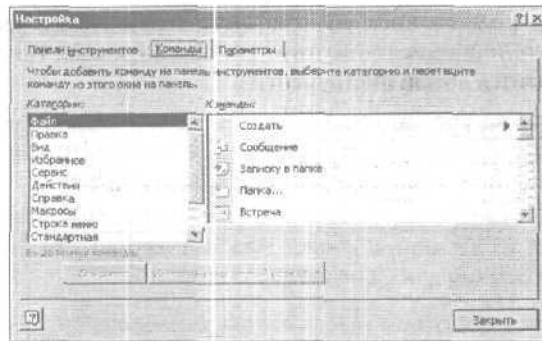 Настройка
Панели инструментов Команды Параметры
Чтобы добавить команду на панель инструментов, выберите категорию и перетащите
команду из этого окна на панель.
Категории: Команды:
Файл
Правка
Вид
Избранное
Сервис
Действия
Справка
Макросы
Строка меню
Стандартная
Создать
Сообщение
Записку в папке
Папка...
Встреча
Закрыть